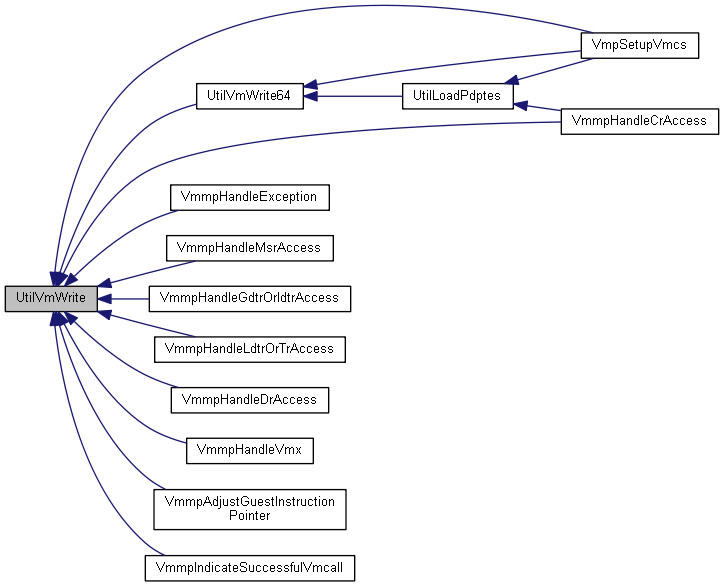 VmpSetupVmcs
UtilVmWrite64
UtilLoadPdptes
VmmpHandleCrAccess
VmmpHandleException
VmmpHandleMsrAccess
UtilVmWrite
VmmpHandleGdtrOrIdtrAccess
VmmpHandleLdtrOrTrAccess
VmmpHandleDrAccess
VmmpHandleVmx
VmmpAdjustGuestInstruction
Pointer
VmmpIndicateSuccessfulVmcall